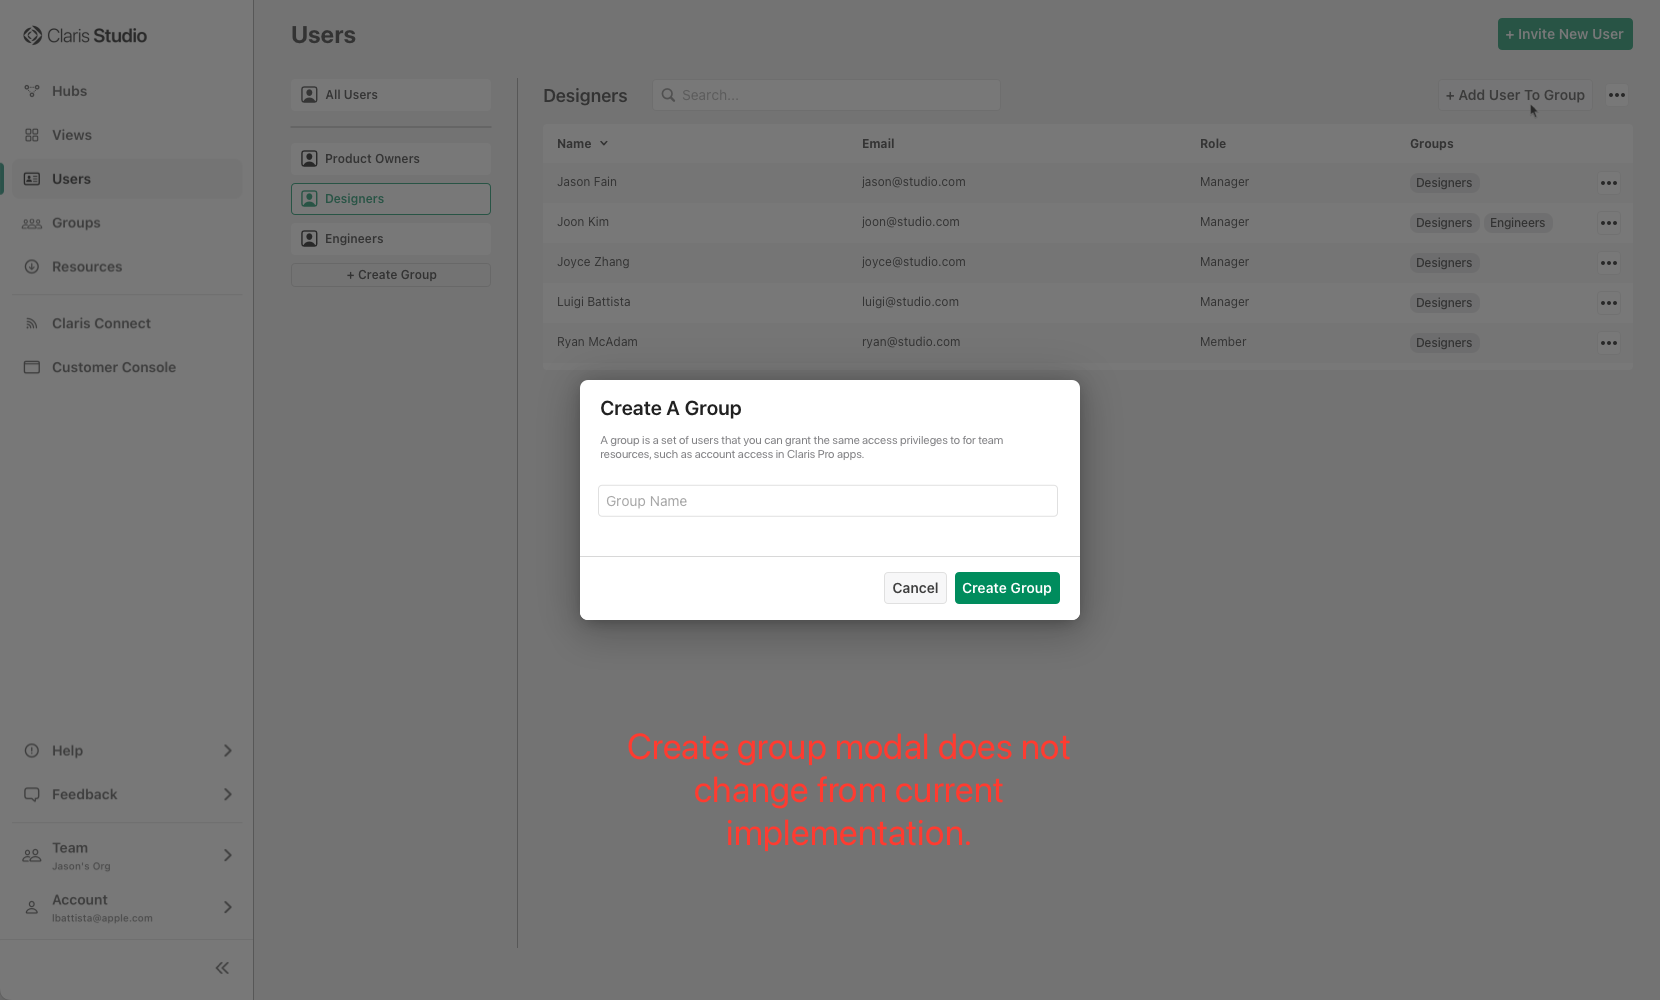 Claris Studio
Hubs
Views
Users
Groups
Resources
Claris Connect
Customer Console
Help
Feedback
Team
Jason's Org
Account
lbattista@apple.com
Users
+ Invite New User
All Users
Product Owners
Designers
Engineers
+ Create Group
Designers
Search...
+ Add User To Group
Name Email Role Groups
Jason Fain jason@studio.com Manager Designers
Joon Kim joon@studio.com Manager Designers Engineers
Joyce Zhang joyce@studio.com Manager Designers
Luigi Battista luigi@studio.com Manager Designers
Ryan McAdam ryan@studio.com Member Designers
Create A Group
A group is a set of users that you can grant the same access privileges to for team
resources, such as account access in Claris Pro apps.
Group Name
Cancel
Create Group
Create group modal does not
change from current
implementation.